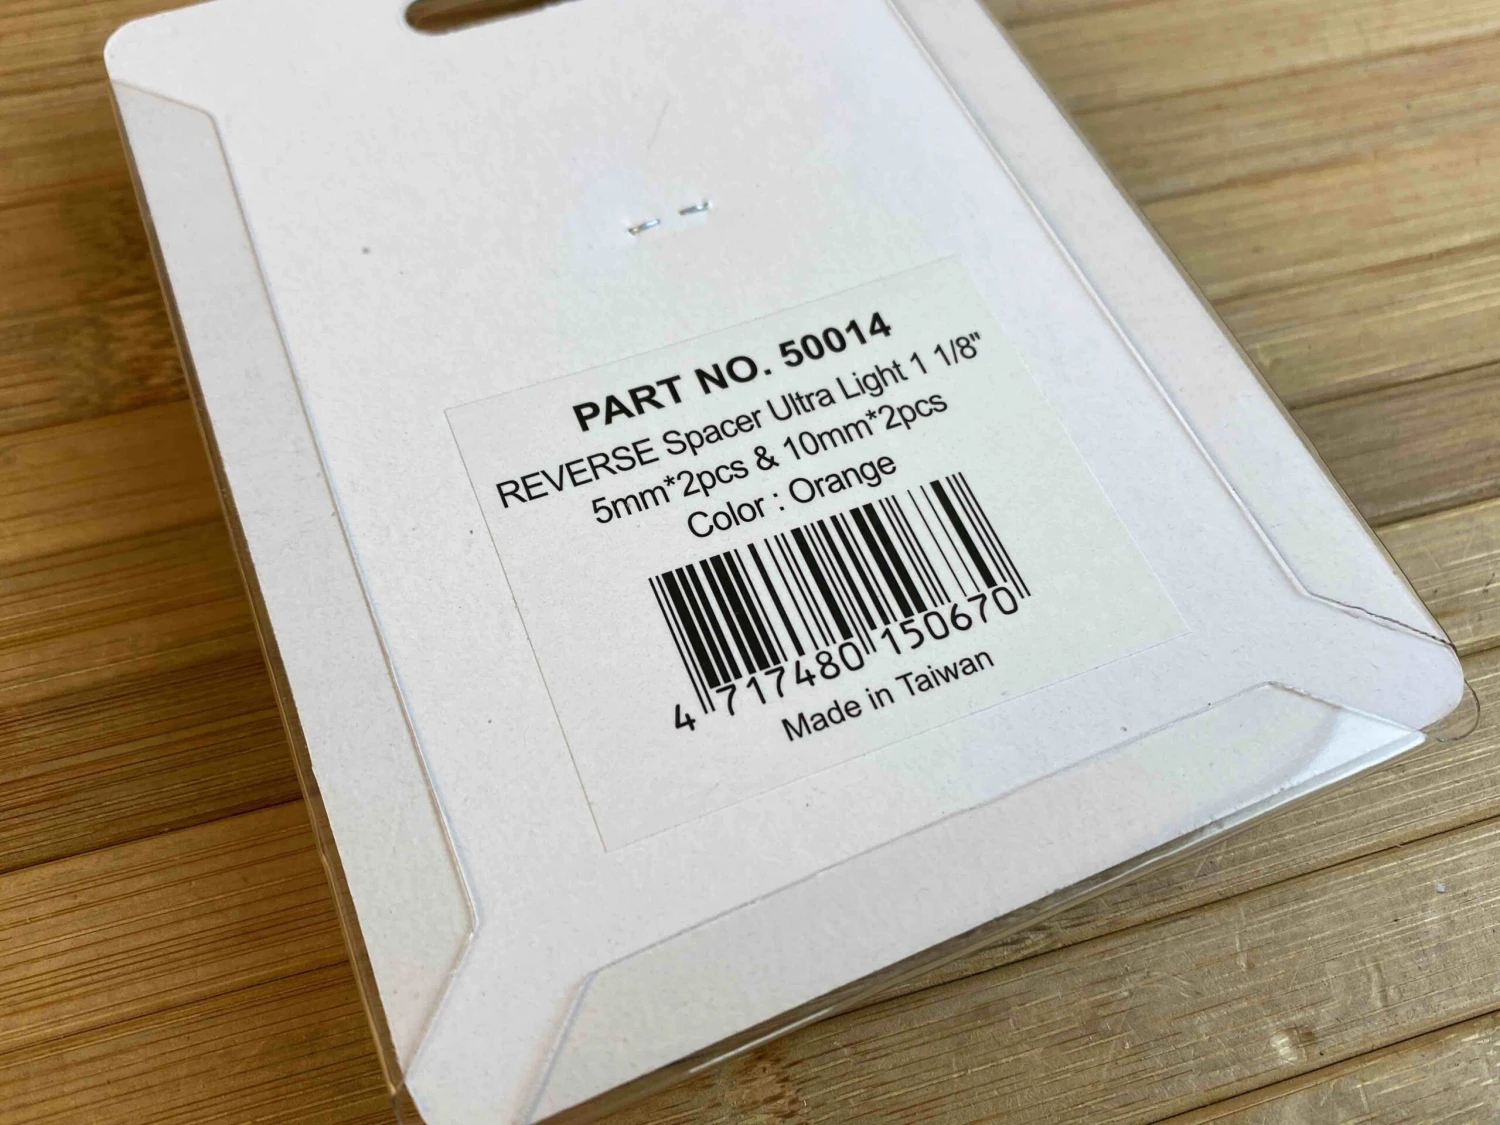 PART NO. 50014
REVERSE Spacer Ultra Light 1 1/8"
5mm*2pcs & 10mm*2pcs
Color : Orange
4 717480 150670
Made in Taiwan